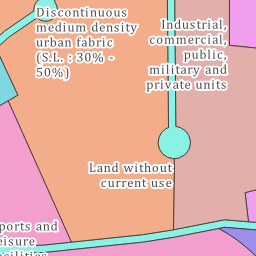 Discontinuous
medium density
urban fabric
(S.L. : 30% -
50%)
Industrial,
commercial,
public,
military and
private units
Land without
current use
ports and
eisure